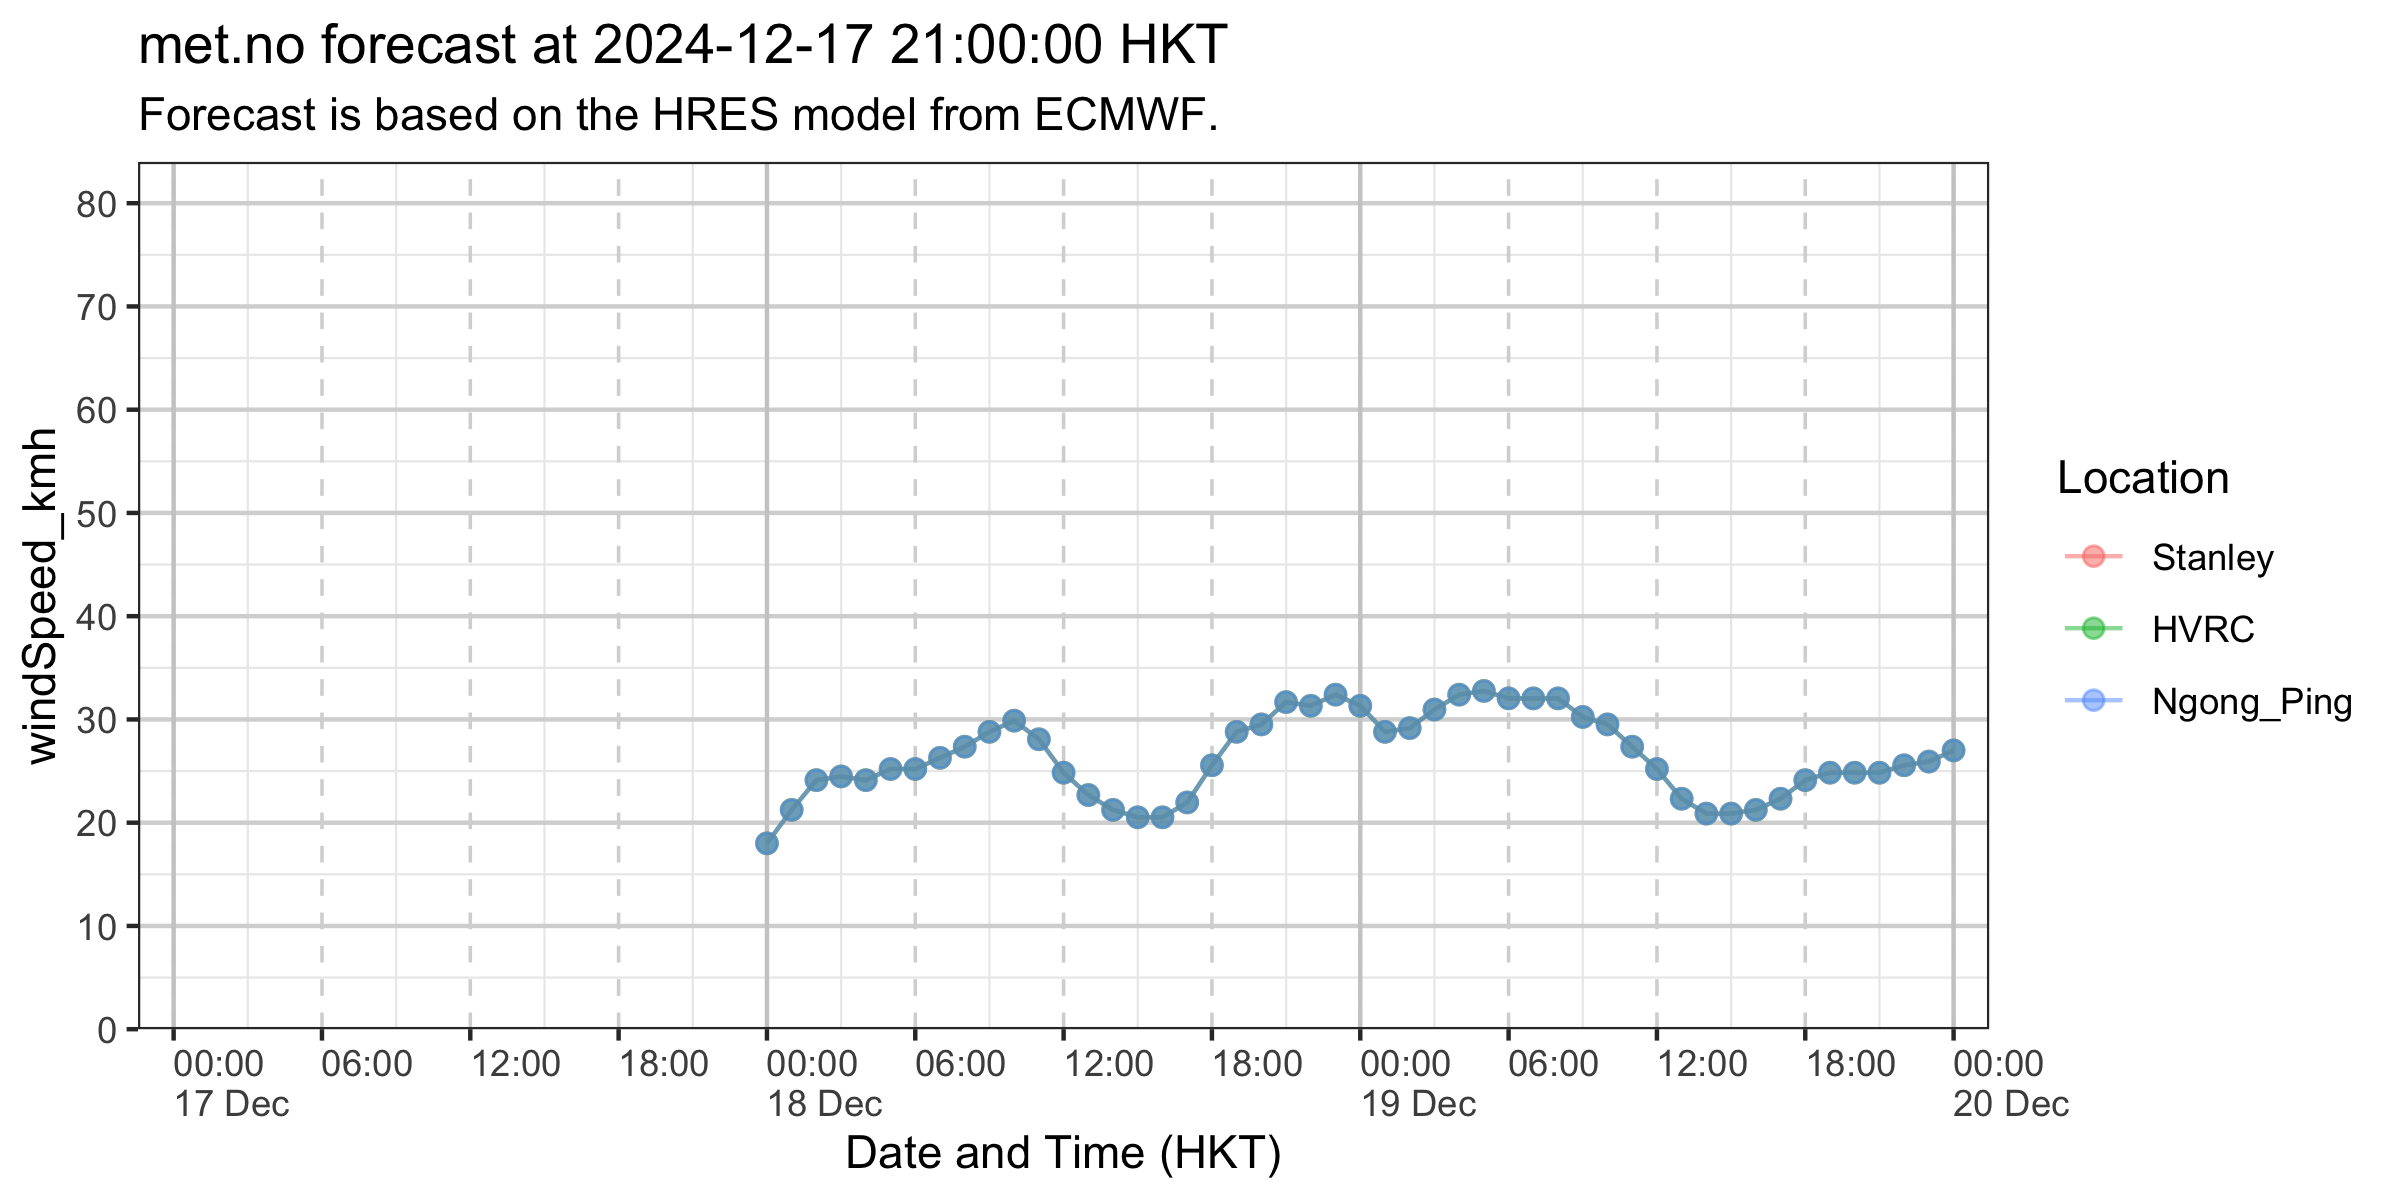 met.no forecast at 2024-12-17 21:00:00 HKT
Forecast is based on the HRES model from ECMWF.
windSpeed_kmh
80
70
60
50
40
30
20
10
0
00:00 06:00 12:00 18:00 00:00 06:00 12:00 18:00 00:00 06:00 12:00 18:00 00:00
17 Dec 18 Dec 19 Dec 20 Dec
Date and Time (HKT)
Location
Stanley
HVRC
Ngong_Ping